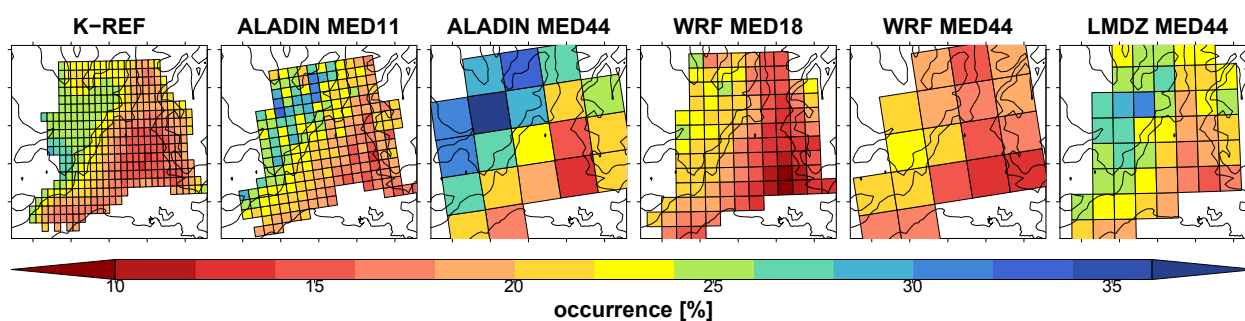 K−REF ALADIN MED11 ALADIN MED44 WRF MED18 WRF MED44 LMDZ MED44
10 15 20 25 30 35
occurrence [%]